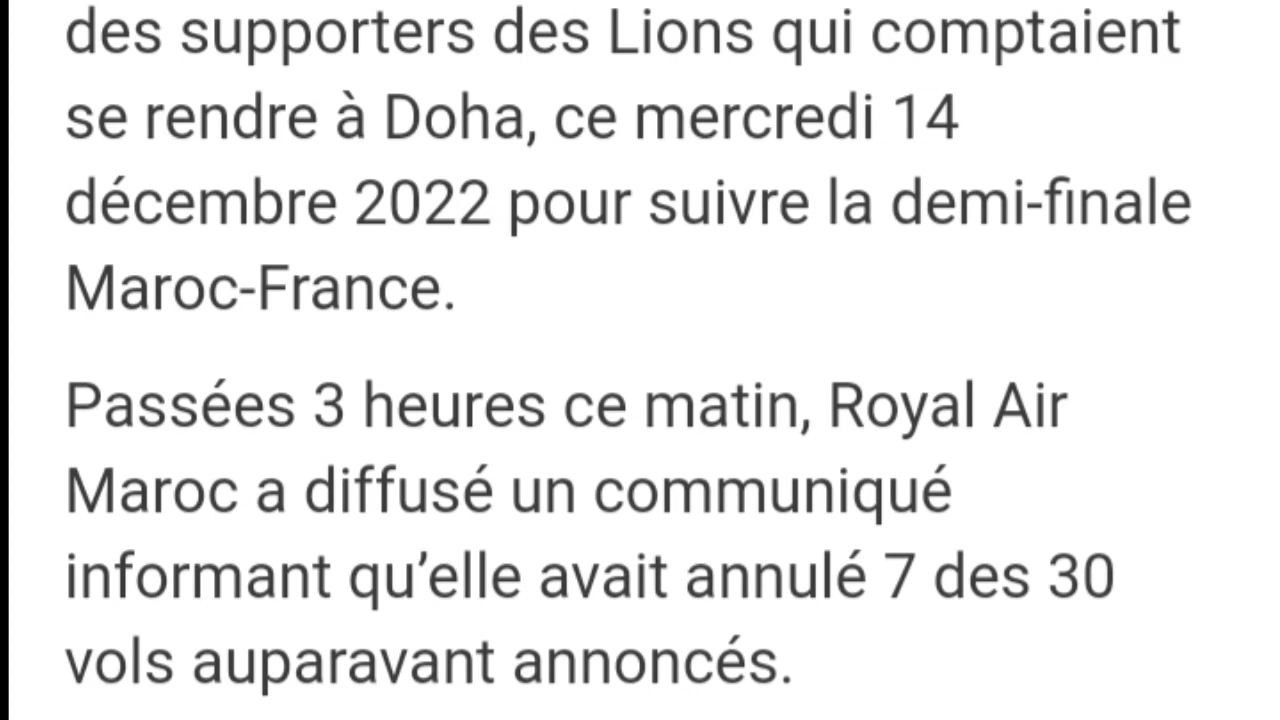 des supporters des Lions qui comptaient
se rendre à Doha, ce mercredi 14
décembre 2022 pour suivre la demi-finale
Maroc-France.
Passées 3 heures ce matin, Royal Air
Maroc a diffusé un communiqué
informant qu’elle avait annulé 7 des 30
vols auparavant annoncés.